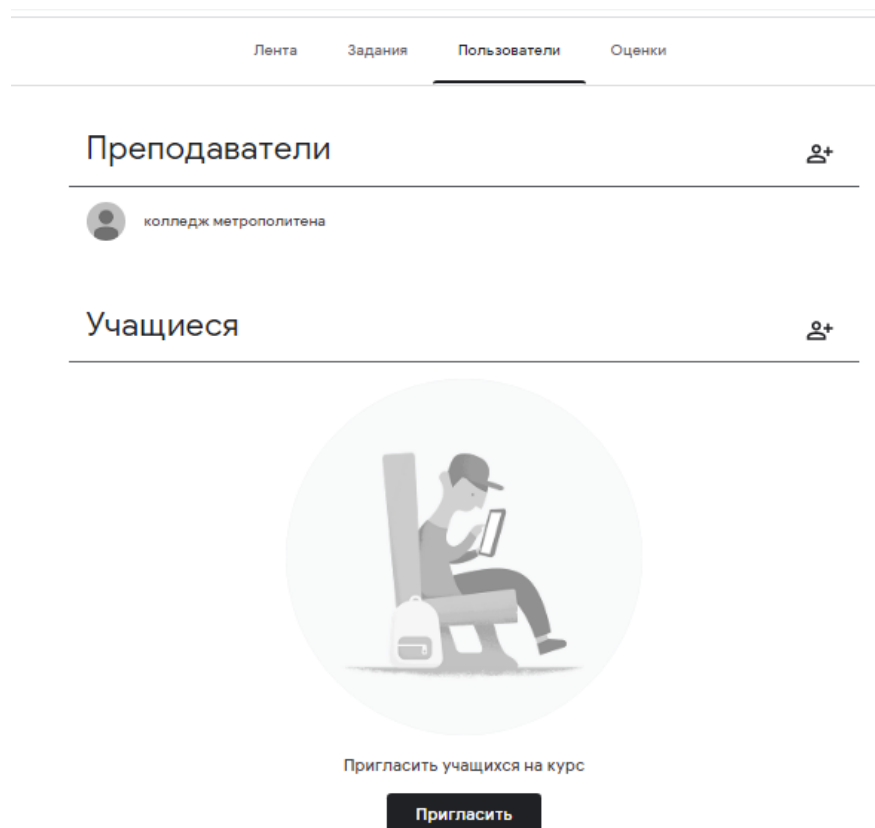 Лента Задания Пользователи Оценки
Преподаватели
колледж метрополитена
Учащиеся
Пригласить учащихся на курс
Пригласить